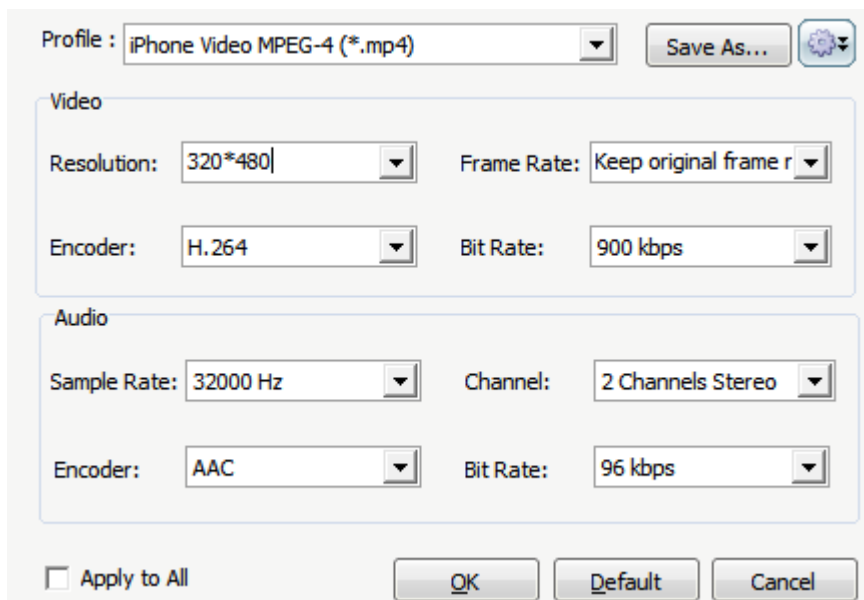 Profile : iPhone Video MPEG-4 (*.mp4) Save As...
Video
Resolution: 320*480 Frame Rate: Keep original frame r
Encoder: H.264 Bit Rate: 900 kbps
Audio
Sample Rate: 32000 Hz Channel: 2 Channels Stereo
Encoder: AAC Bit Rate: 96 kbps
Apply to All OK Default Cancel